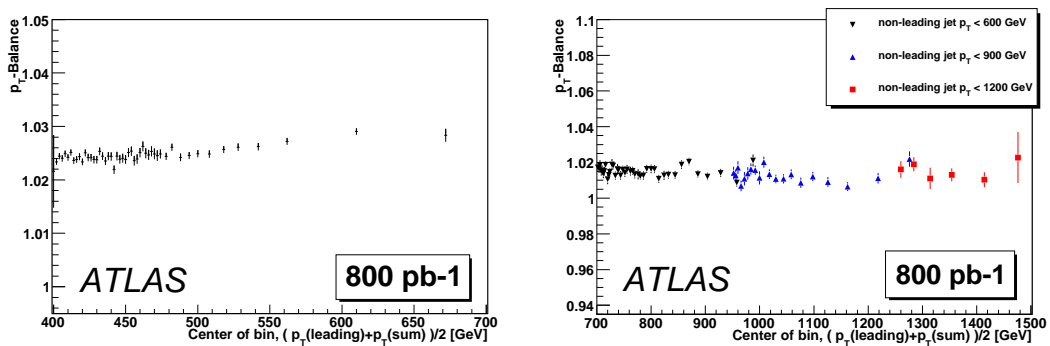 1.05
1.04
1.03
1.02
1.01
1
p_T-Balance
400
450
500
550
600
650
700
Center of bin, ( p_T(leading)+p_T(sum) )/2 [GeV]
ATLAS
800 pb-1
1.1
1.08
1.06
1.04
1.02
1
0.98
0.96
0.94
p_T-Balance
700
800
900
1000
1100
1200
1300
1400
1500
Center of bin, ( p_T(leading)+p_T(sum) )/2 [GeV]
non-leading jet p_T < 600 GeV
non-leading jet p_T < 900 GeV
non-leading jet p_T < 1200 GeV
ATLAS
800 pb-1